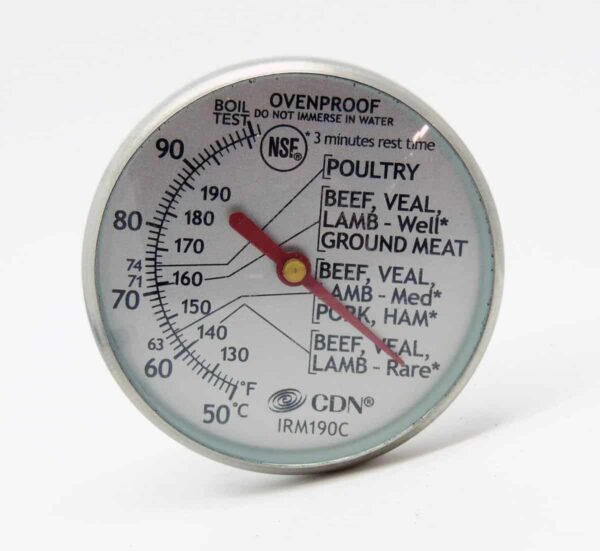 BOIL TEST
OVENPROOF
DO NOT IMMERSE IN WATER
NSF®
* 3 minutes rest time
POULTRY
BEEF, VEAL,
LAMB - Well*
GROUND MEAT
BEEF, VEAL,
LAMB - Med*
PORK, HAM*
BEEF, VEAL,
LAMB - Rare*
90
80
74
71
70
63
60
50°C
190
180
170
160
150
140
130
°F
CDN®
IRM190C